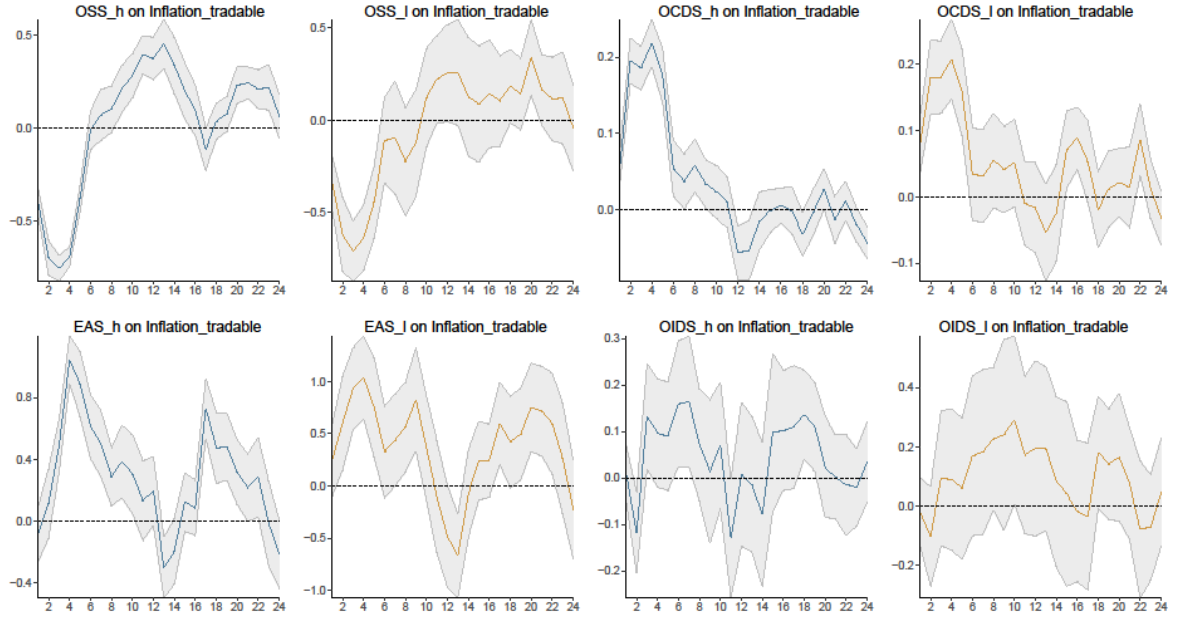 OSS_h on Inflation_tradable
0.5
0.0
−0.5
2 4 6 8 10 12 14 16 18 20 22 24
OSS_l on Inflation_tradable
0.5
0.0
−0.5
2 4 6 8 10 12 14 16 18 20 22 24
OCDS_h on Inflation_tradable
0.2
0.1
0.0
2 4 6 8 10 12 14 16 18 20 22 24
OCDS_l on Inflation_tradable
0.2
0.1
0.0
−0.1
2 4 6 8 10 12 14 16 18 20 22 24
EAS_h on Inflation_tradable
0.8
0.4
0.0
−0.4
2 4 6 8 10 12 14 16 18 20 22 24
EAS_l on Inflation_tradable
1.0
0.5
0.0
−0.5
−1.0
2 4 6 8 10 12 14 16 18 20 22 24
OIDS_h on Inflation_tradable
0.3
0.2
0.1
0.0
−0.1
−0.2
2 4 6 8 10 12 14 16 18 20 22 24
OIDS_l on Inflation_tradable
0.4
0.2
0.0
−0.2
2 4 6 8 10 12 14 16 18 20 22 24